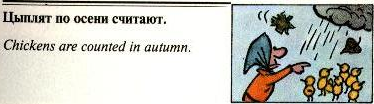 Цыплят по осени считают.
Chickens are counted in autumn.